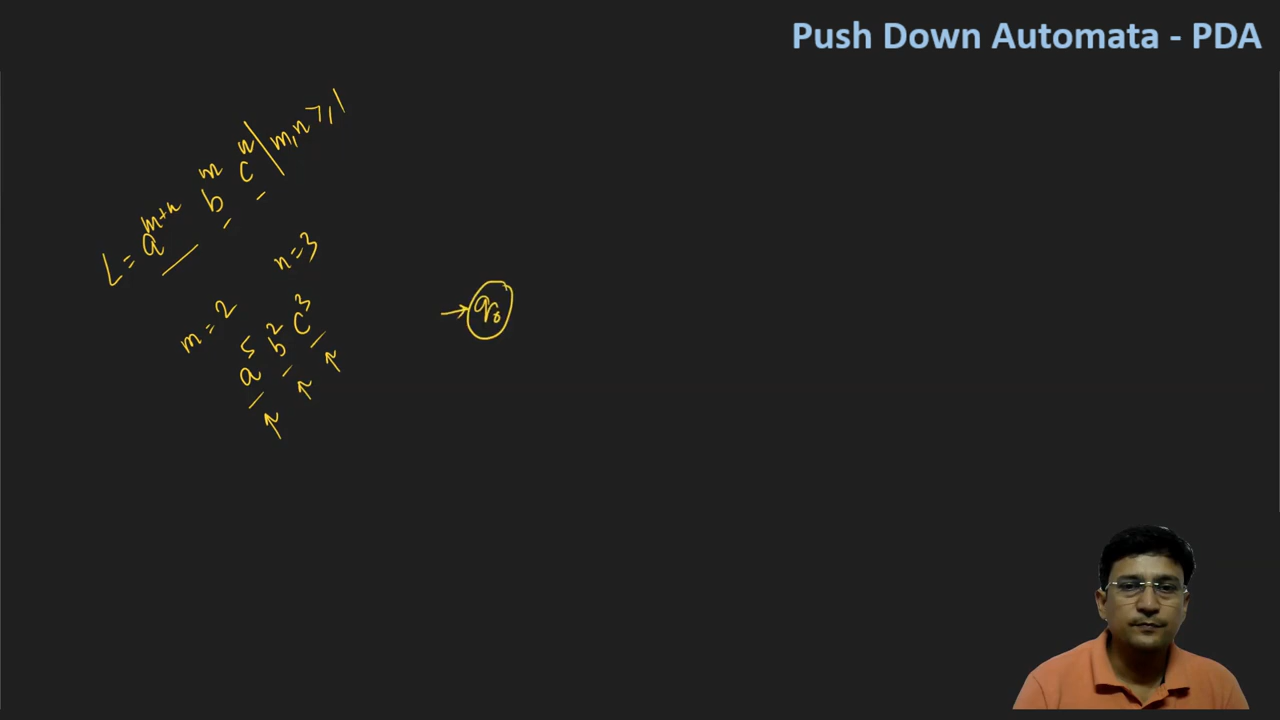 Push Down Automata - PDA
L = a^{m+n} b^m c^n | m,n ≥ 1
m = 2 n = 3
a^5 b^2 c^3
→ q₀